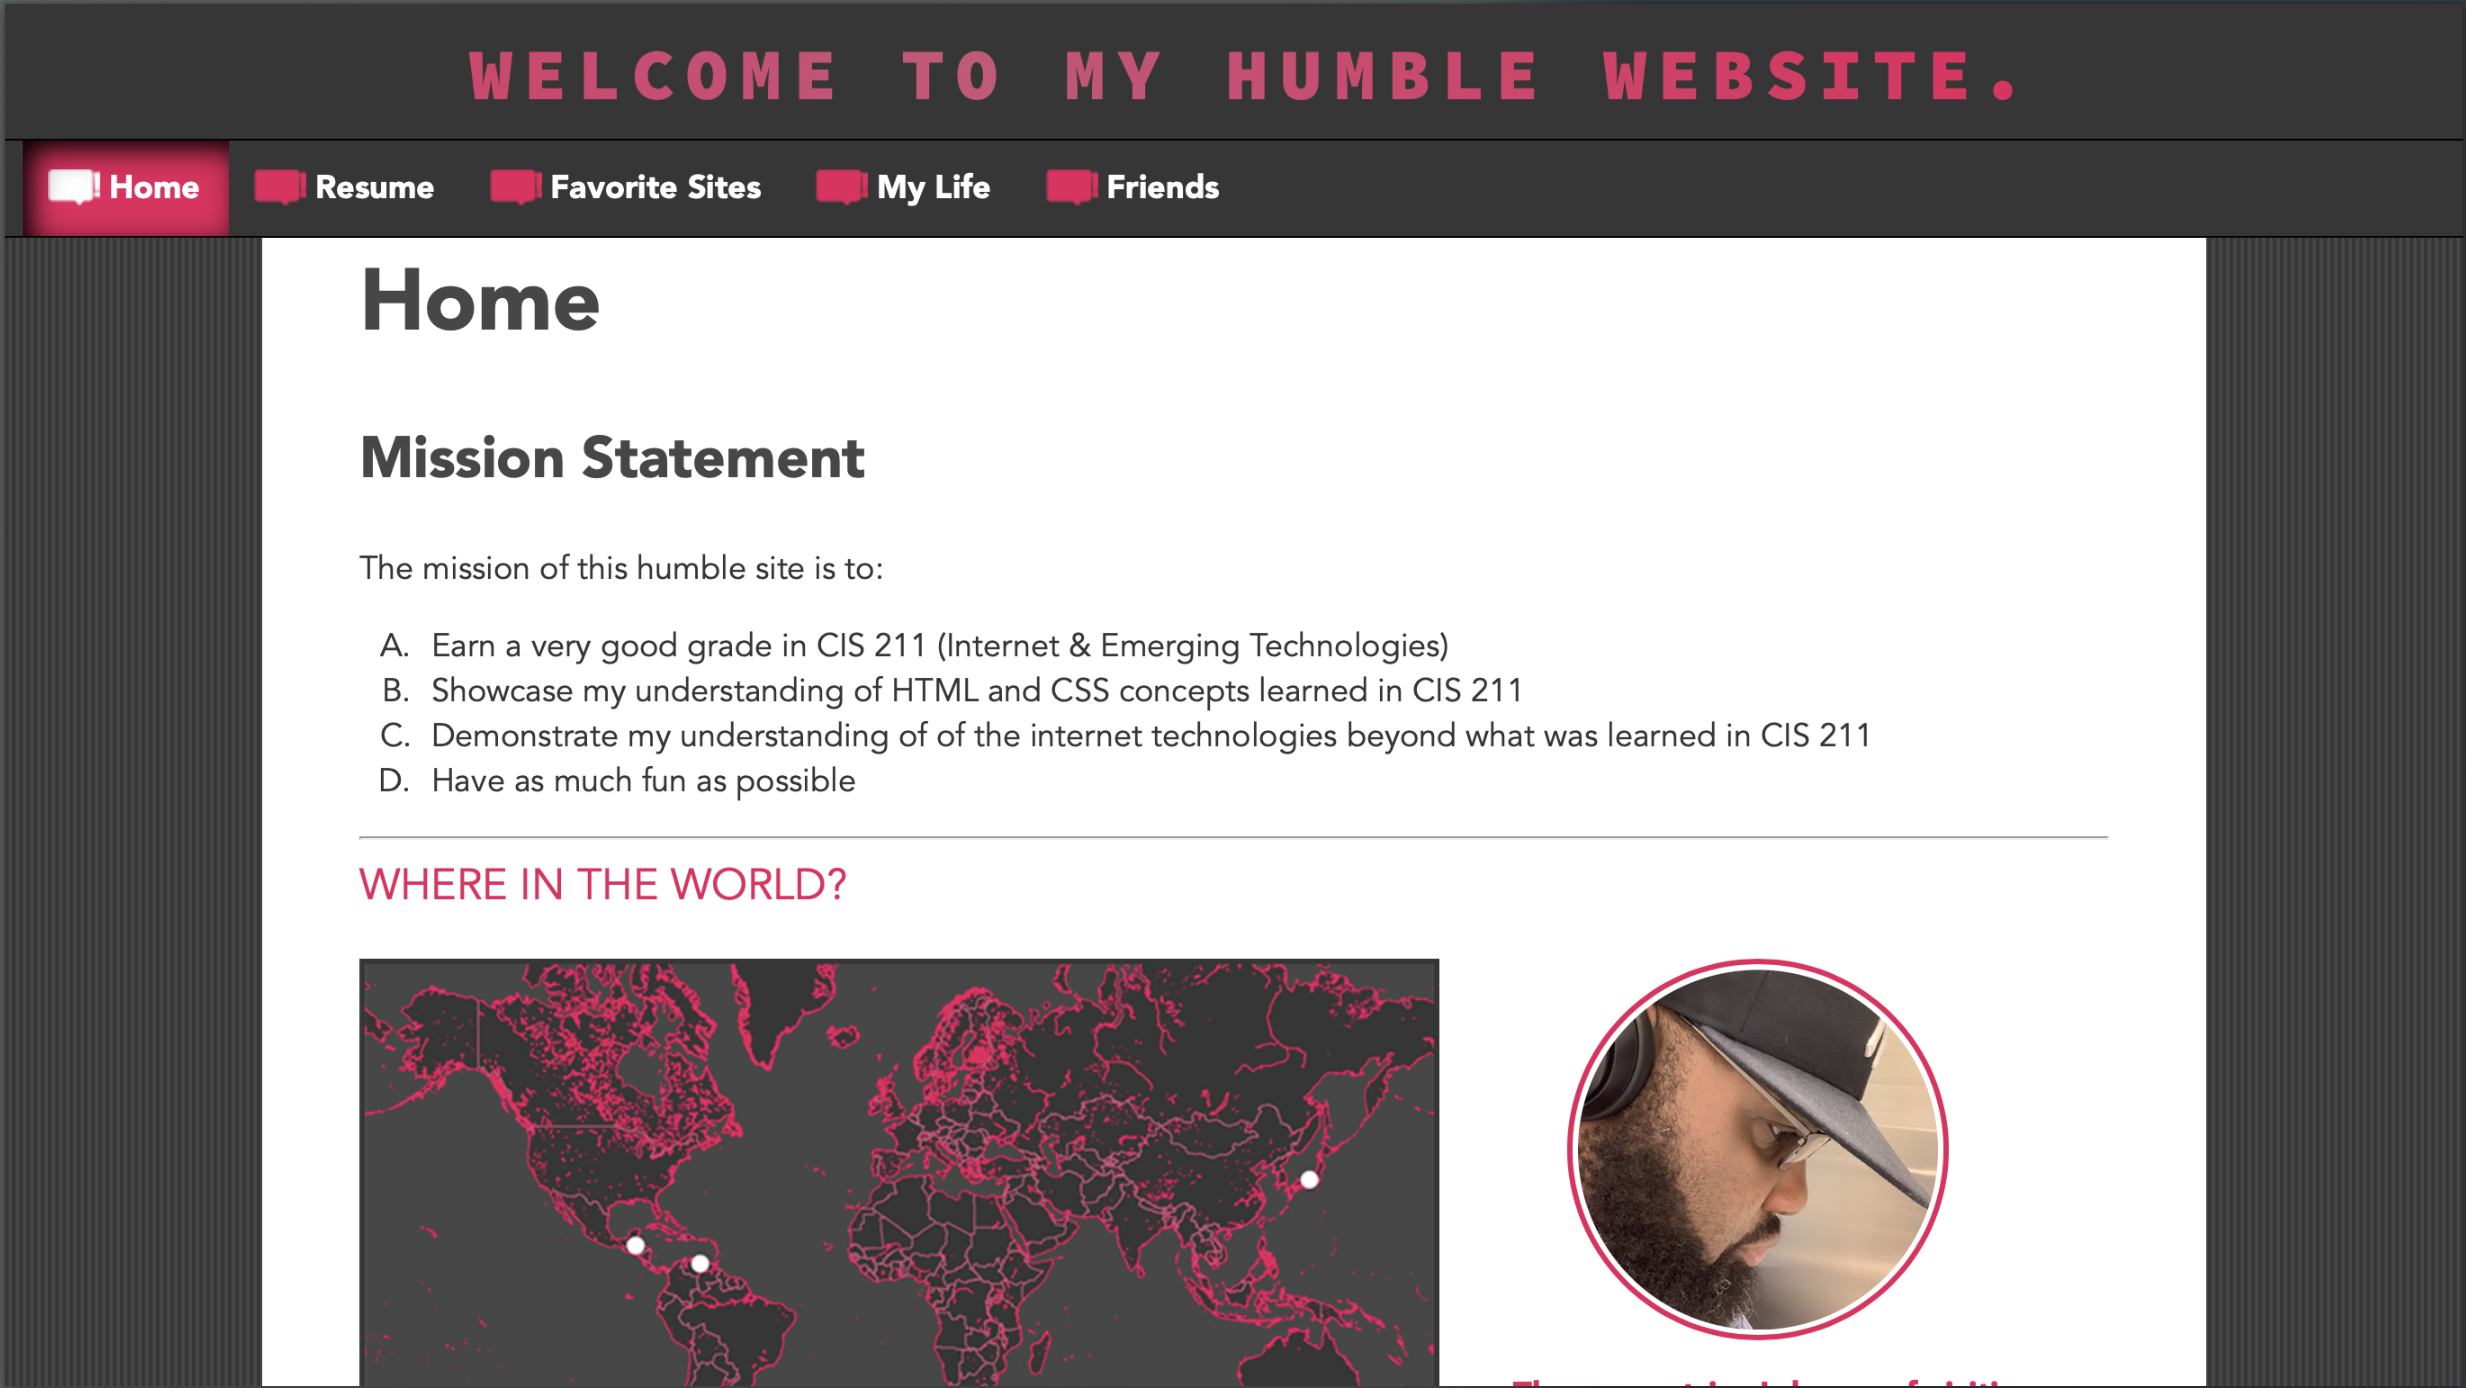 WELCOME TO MY HUMBLE WEBSITE.
Home Resume Favorite Sites My Life Friends
Home
Mission Statement
The mission of this humble site is to:
A. Earn a very good grade in CIS 211 (Internet & Emerging Technologies)
B. Showcase my understanding of HTML and CSS concepts learned in CIS 211
C. Demonstrate my understanding of of the internet technologies beyond what was learned in CIS 211
D. Have as much fun as possible
WHERE IN THE WORLD?